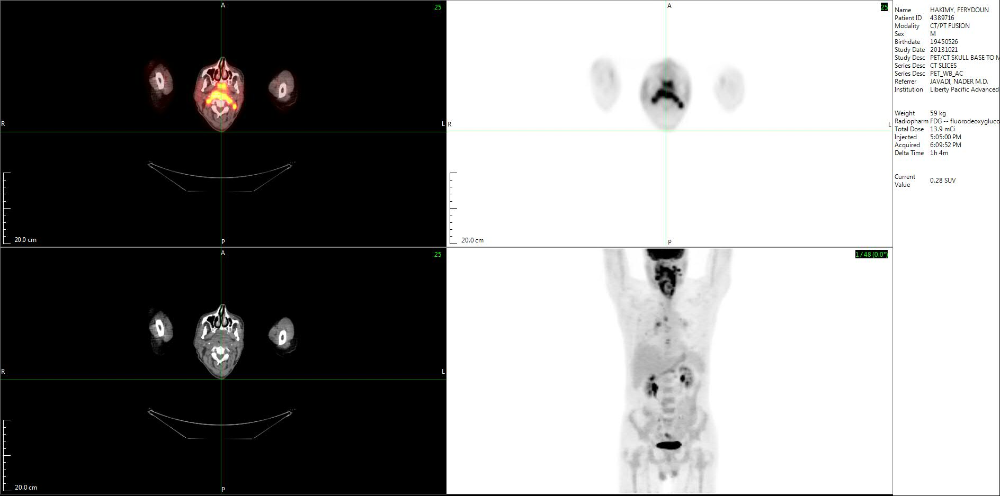 A
25
R
L
20.0 cm
P
A
25
R
L
20.0 cm
P
A
25
R
L
20.0 cm
P
1 / 48 (0.0°)
Name HAKIMY, FERYDOUN
Patient ID 4389716
Modality CT/PT FUSION
Sex M
Birthdate 19450526
Study Date 20131021
Study Desc PET/CT SKULL BASE TO M
Series Desc CT SLICES
Series Desc PET_WB_AC
Referrer JAVADI, NADER M.D.
Institution Liberty Pacific Advanced
Weight 59 kg
Radiopharm FDG -- fluorodeoxygluco
Total Dose 13.9 mCi
Injected 5:05:00 PM
Acquired 6:09:52 PM
Delta Time 1h 4m
Current
Value 0.28 SUV